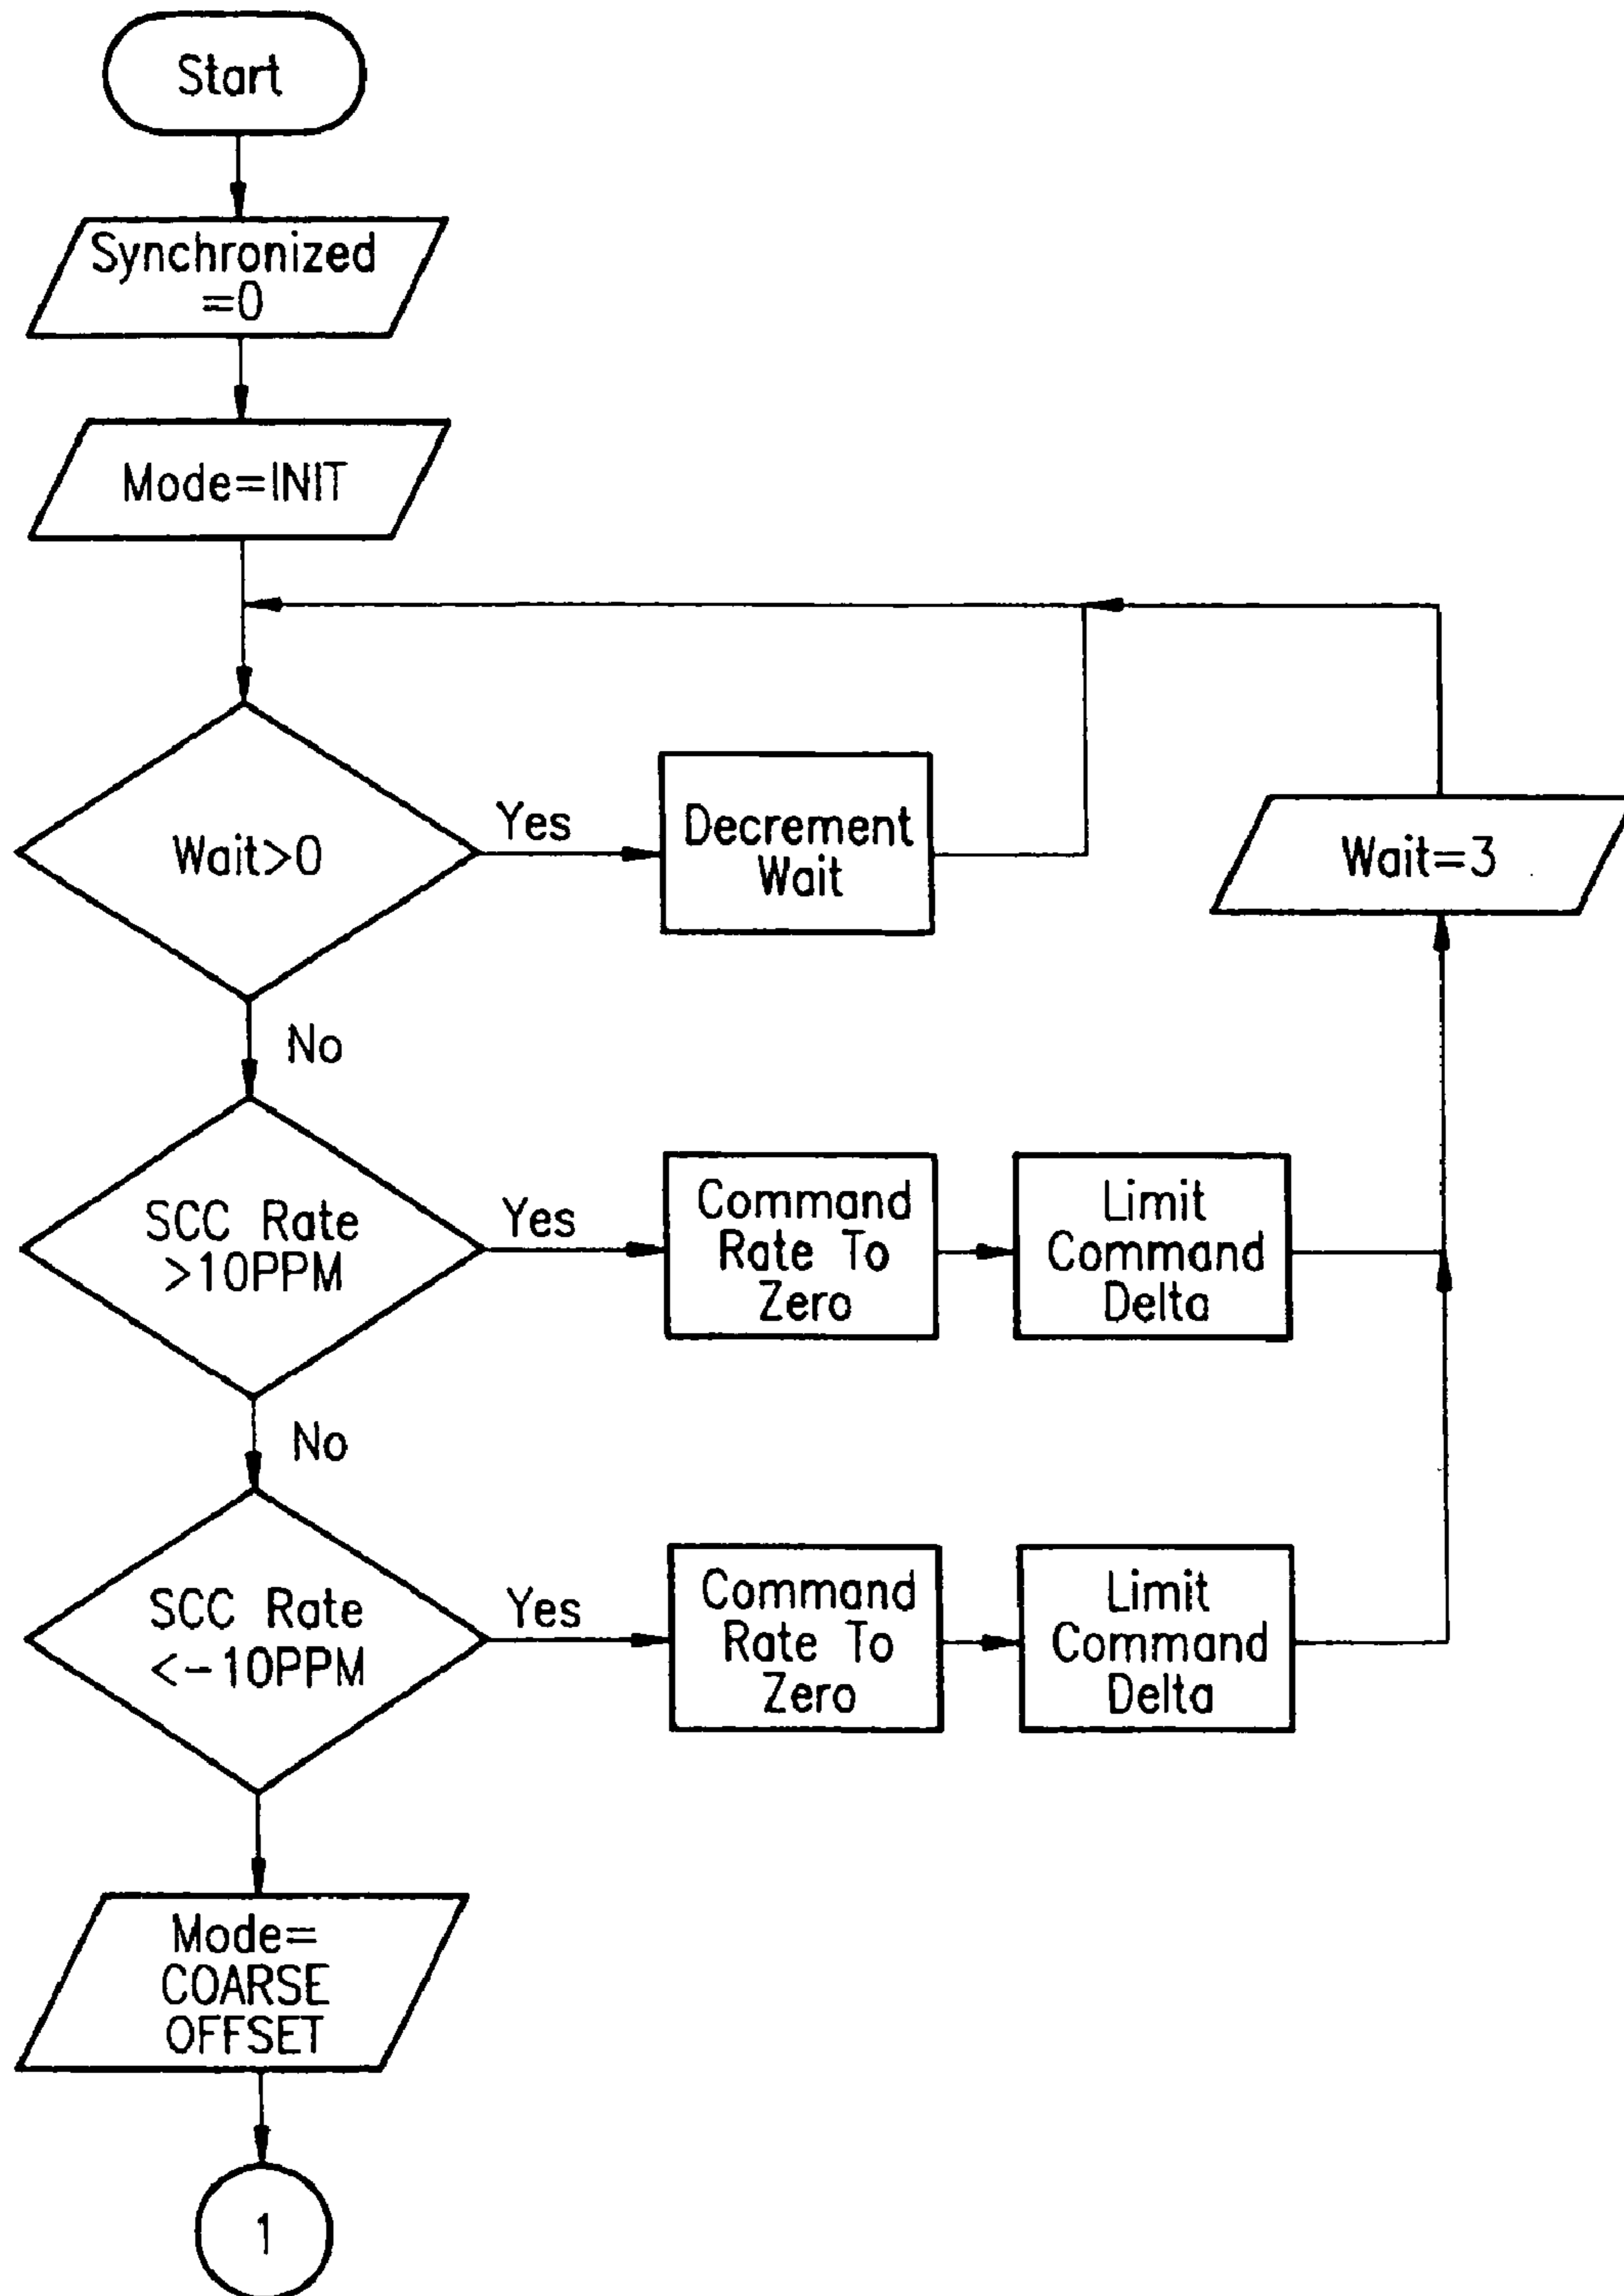 Start
Synchronized
=0
Mode=INIT
Wait>0
Yes
Decrement
Wait
Wait=3
No
SCC Rate
>10PPM
Yes
Command
Rate To
Zero
Limit
Command
Delta
No
SCC Rate
<-10PPM
Yes
Command
Rate To
Zero
Limit
Command
Delta
Mode=
COARSE
OFFSET
1